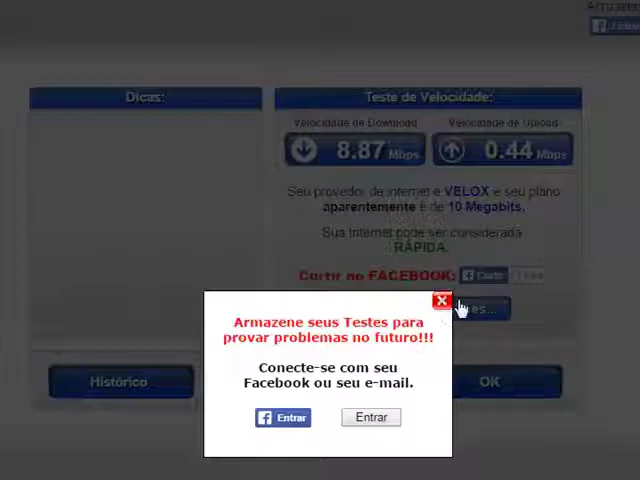 Dicas:
Teste de Velocidade:
Velocidade de Download
Velocidade de Upload
8.87 Mbps
0.44 Mbps
Seu provedor de internet e VELOX e seu plano
aparentemente é de 10 Megabits.
Sua Internet pode ser considerada
RÁPIDA.
Curtir no FACEBOOK:
Curtir
Armazene seus Testes para
provar problemas no futuro!!!
Conecte-se com seu
Facebook ou seu e-mail.
Entrar
Entrar
Histórico
OK